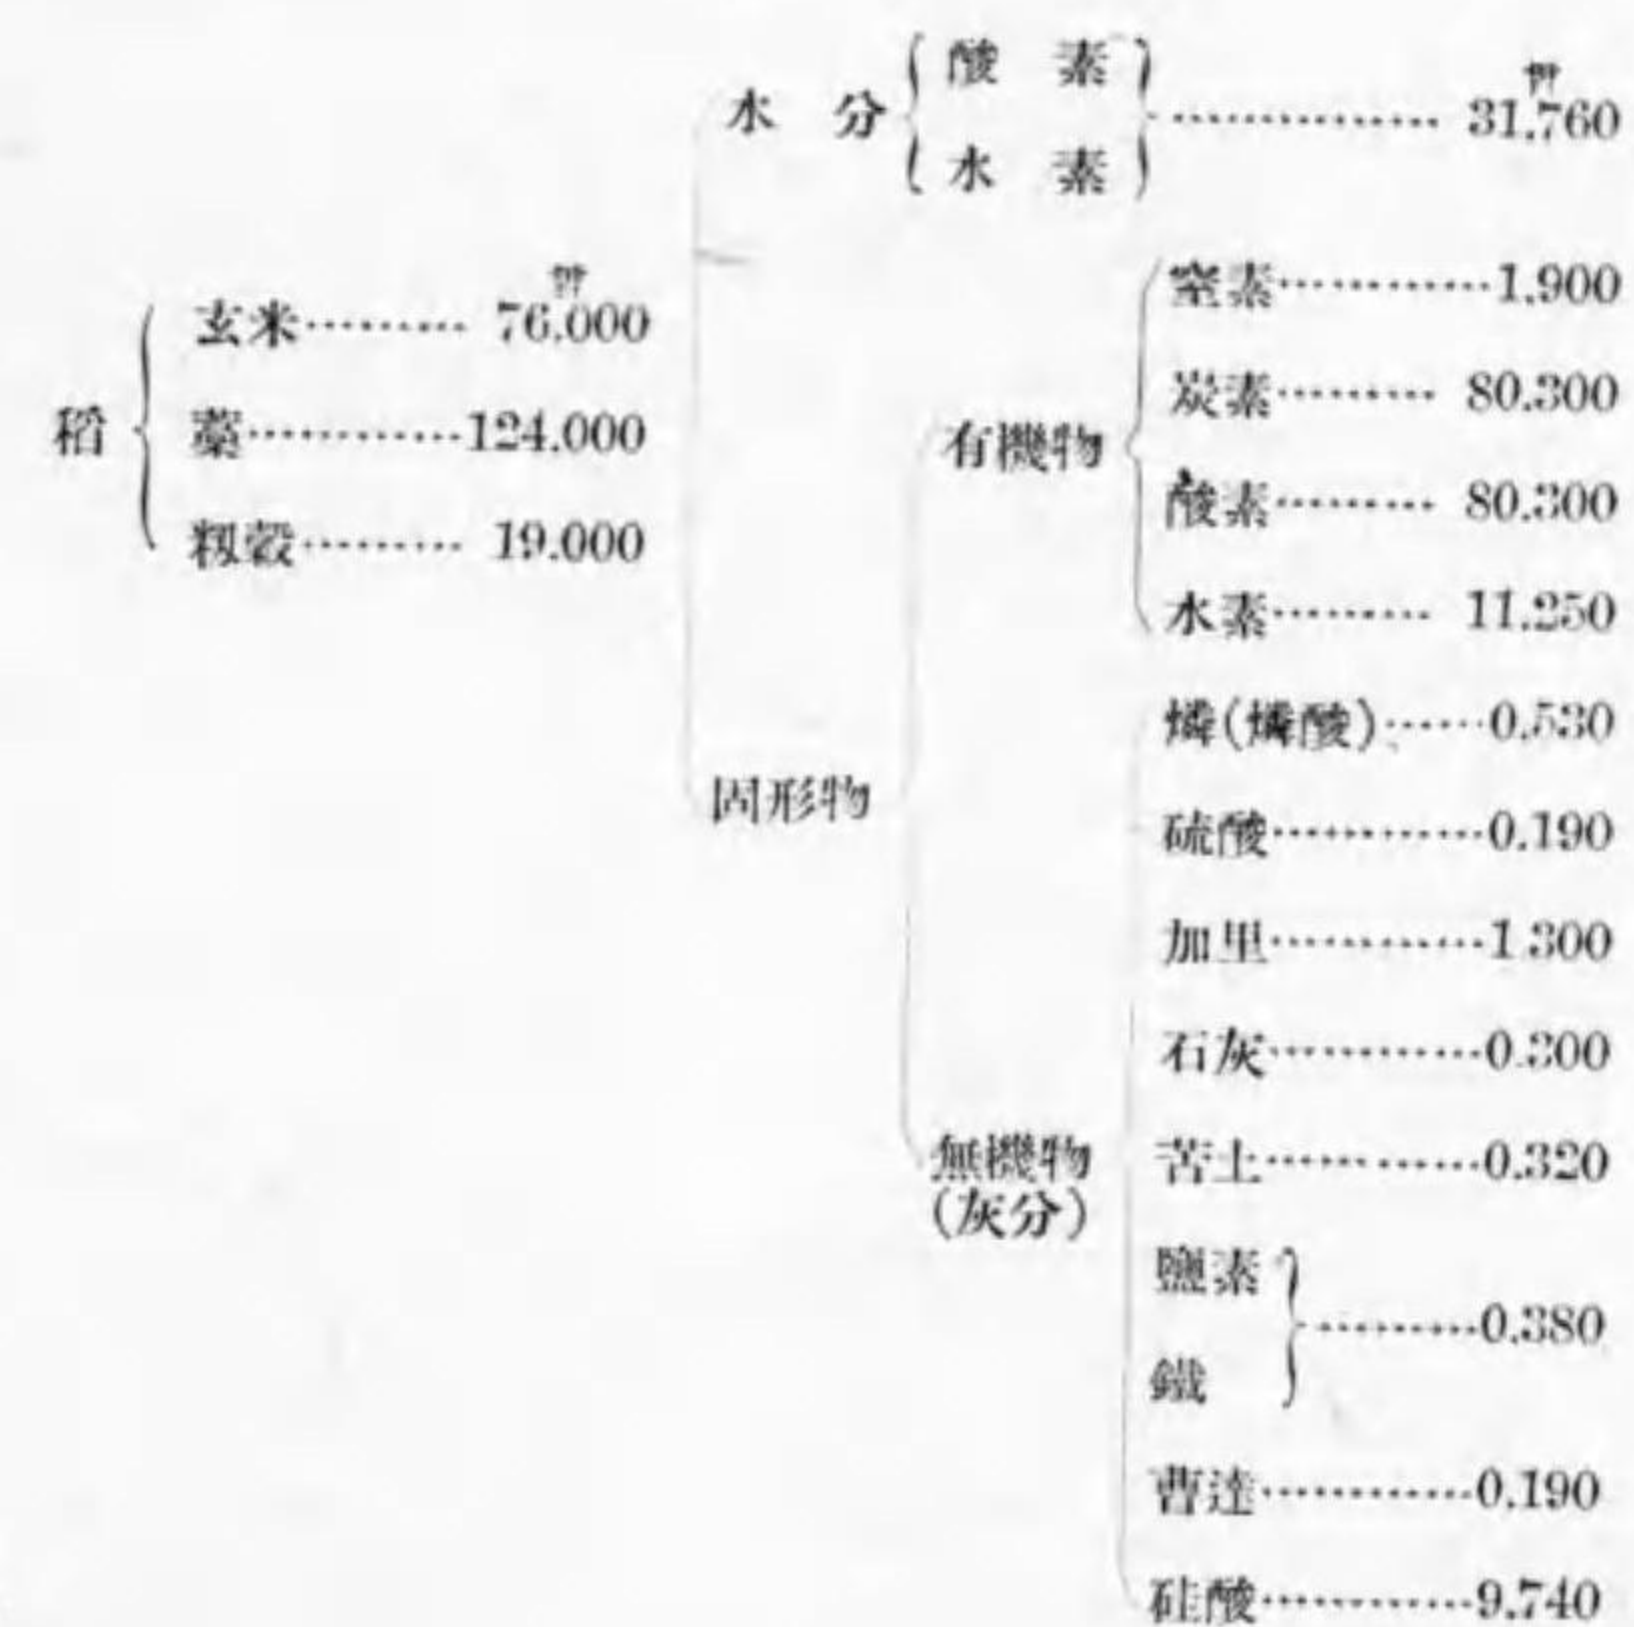 水分 酸素 水素 31.760
稻
玄米 76.000
藁 124.000
籾殼 19.000
固形物
有機物
窒素 1.900
炭素 80.300
酸素 80.300
水素 11.250
無機物
(灰分)
燐(燐酸) 0.530
硫酸 0.190
加里 1.300
石灰 0.300
苦土 0.320
鹽素 鐵 0.380
曹達 0.190
硅酸 9.740